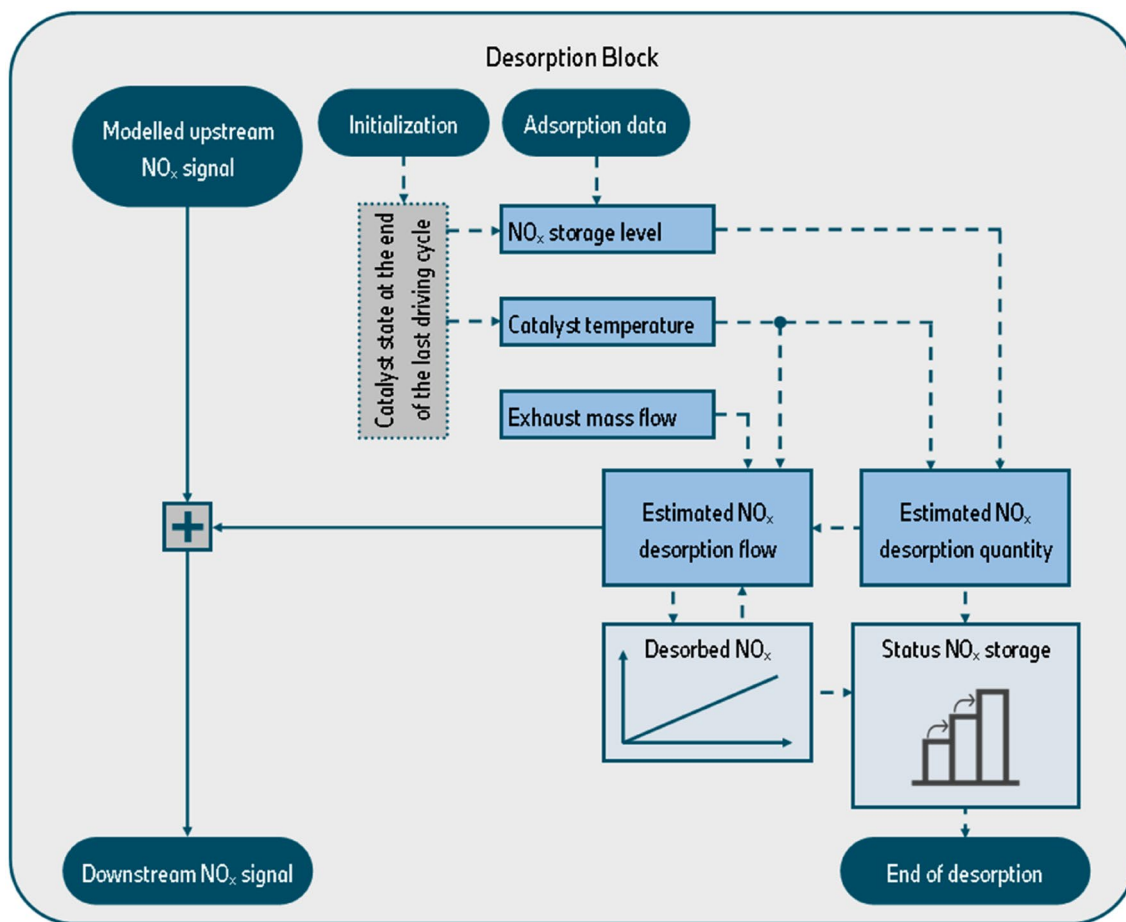 Desorption Block
Modelled upstream
NOₓ signal
Initialization
Adsorption data
Catalyst state at the end
of the last driving cycle
NOₓ storage level
Catalyst temperature
Exhaust mass flow
+
Estimated NOₓ
desorption flow
Estimated NOₓ
desorption quantity
Desorbed NOₓ
Status NOₓ storage
Downstream NOₓ signal
End of desorption